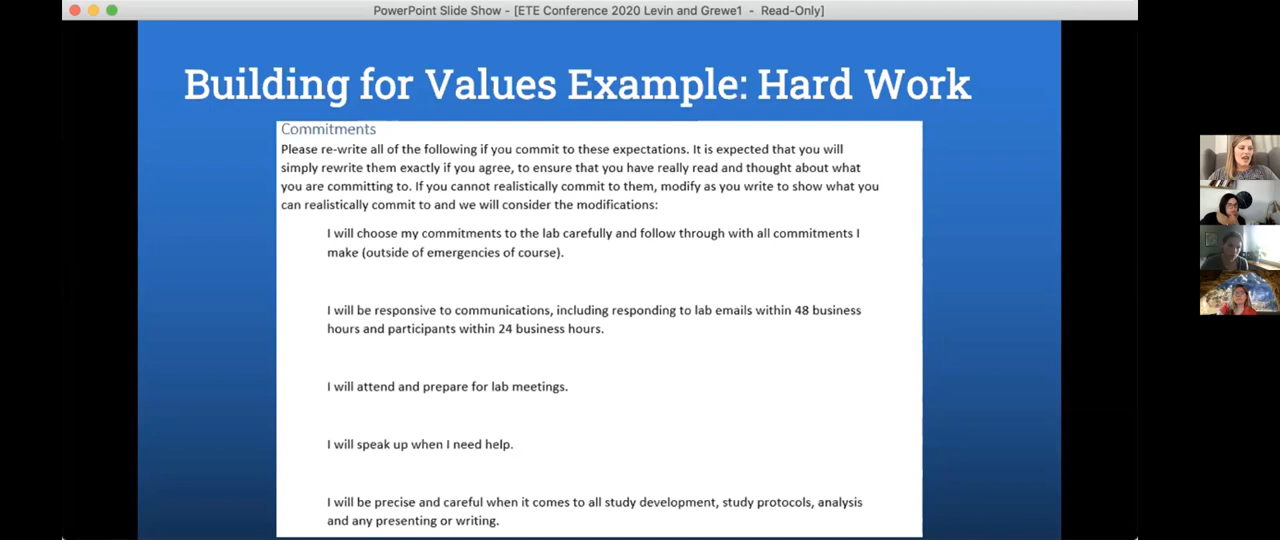 PowerPoint Slide Show - [ETE Conference 2020 Levin and Grewe1 - Read-Only]
Building for Values Example: Hard Work
Commitments
Please re-write all of the following if you commit to these expectations. It is expected that you will
simply rewrite them exactly if you agree, to ensure that you have really read and thought about what
you are committing to. If you cannot realistically commit to them, modify as you write to show what you
can realistically commit to and we will consider the modifications:
I will choose my commitments to the lab carefully and follow through with all commitments I
make (outside of emergencies of course).
I will be responsive to communications, including responding to lab emails within 48 business
hours and participants within 24 business hours.
I will attend and prepare for lab meetings.
I will speak up when I need help.
I will be precise and careful when it comes to all study development, study protocols, analysis
and any presenting or writing.